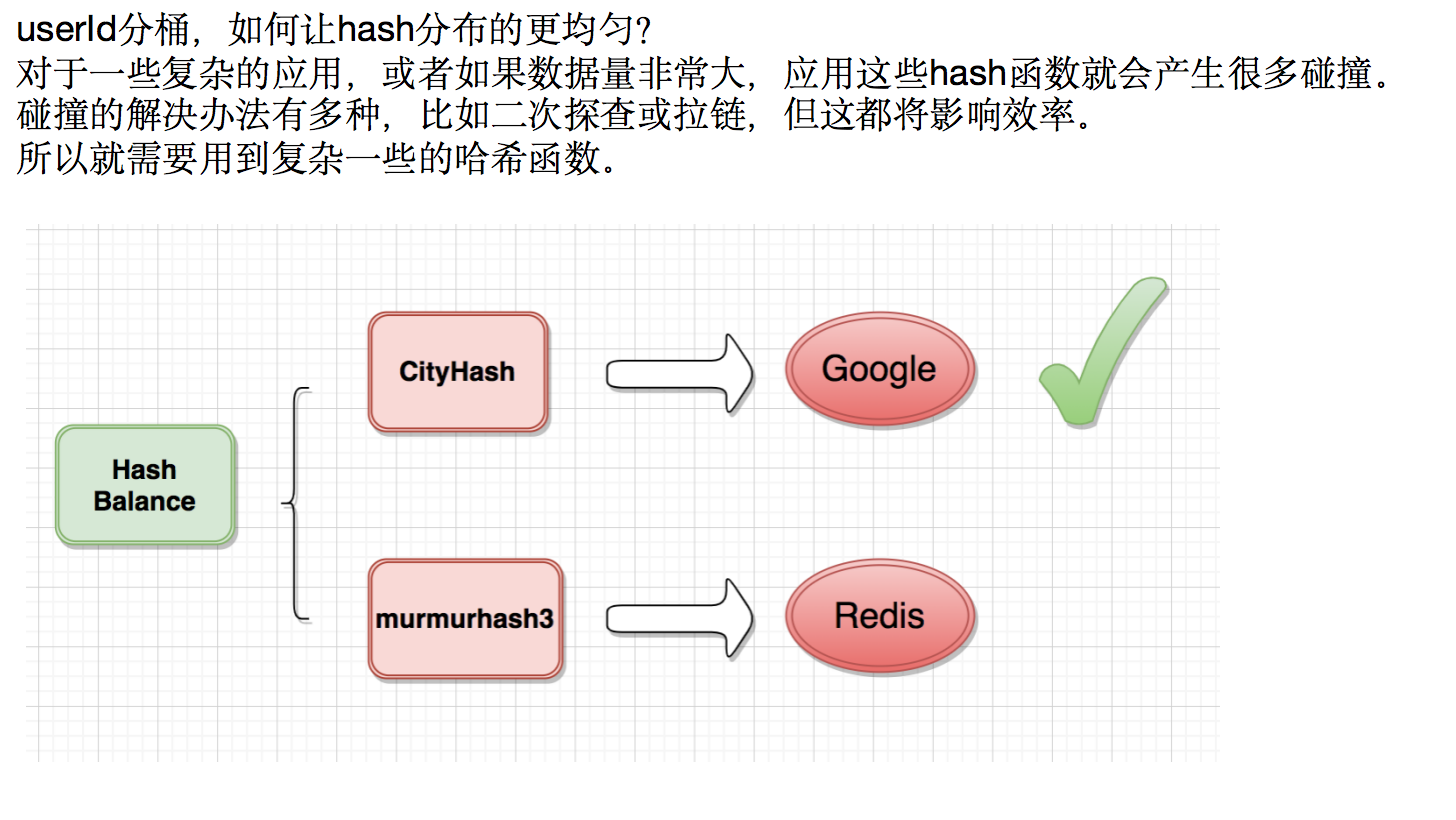 userId分桶，如何让hash分布的更均匀？
对于一些复杂的应用，或者如果数据量非常大，应用这些hash函数就会产生很多碰撞。
碰撞的解决办法有多种，比如二次探查或拉链，但这都将影响效率。
所以就需要用到复杂一些的哈希函数。
CityHash
Google
Hash
Balance
murmurhash3
Redis